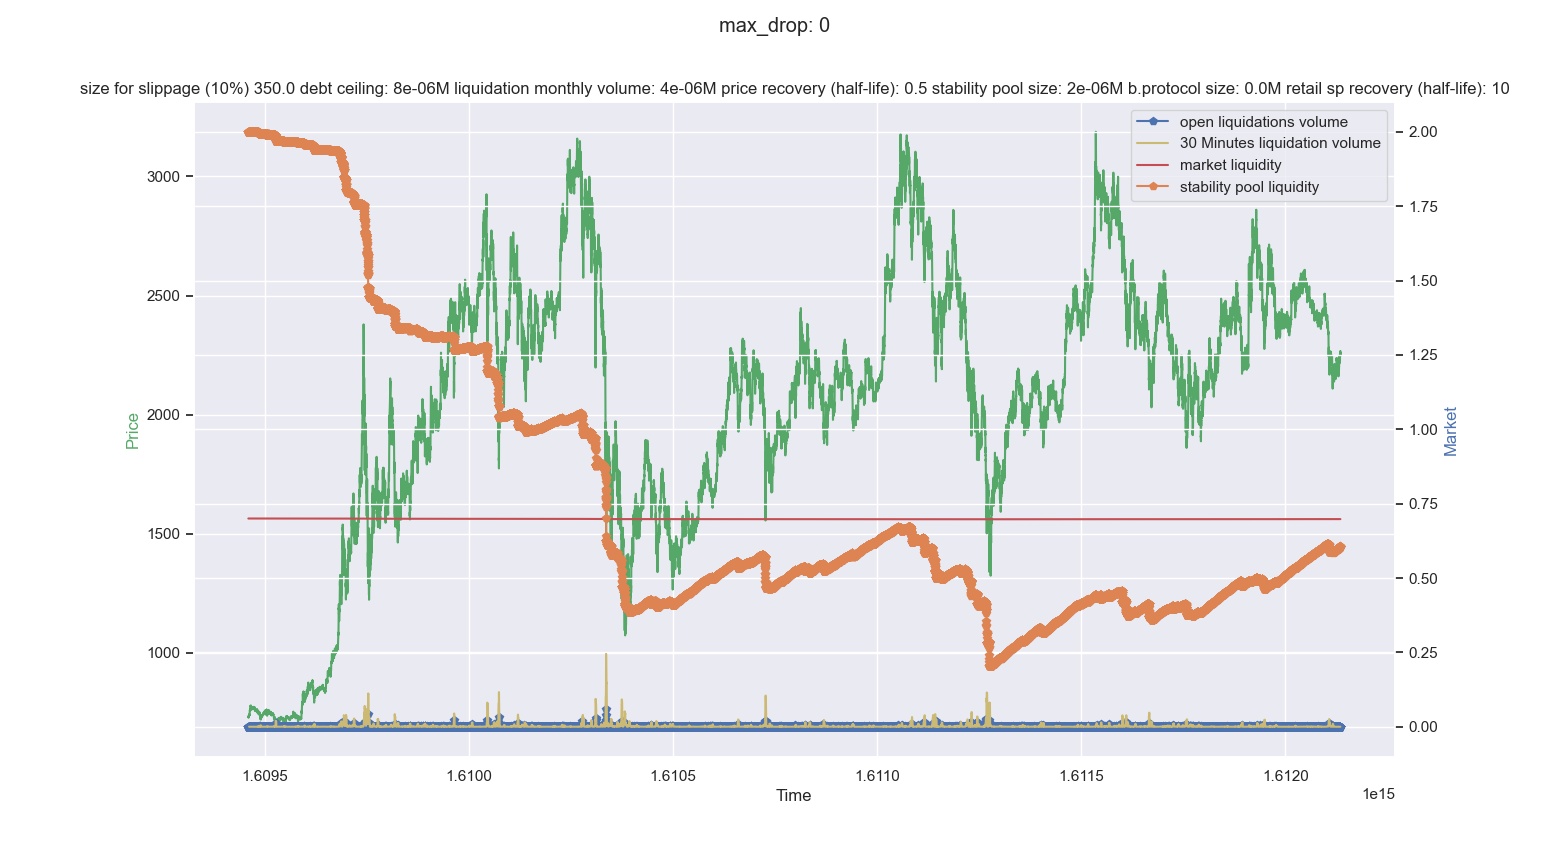 max_drop: 0
size for slippage (10%) 350.0 debt ceiling: 8e-06M liquidation monthly volume: 4e-06M price recovery (half-life): 0.5 stability pool size: 2e-06M b.protocol size: 0.0M retail sp recovery (half-life): 10
open liquidations volume
30 Minutes liquidation volume
market liquidity
stability pool liquidity
3000
2500
2000
1500
1000
Price
2.00
1.75
1.50
1.25
1.00
0.75
0.50
0.25
0.00
Market
1.6095 1.6100 1.6105 1.6110 1.6115 1.6120
Time
1e15